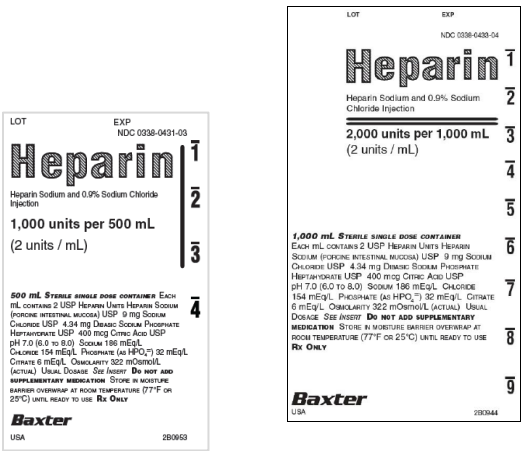 LOT EXP
NDC 0338-0431-03
Heparin
Heparin Sodium and 0.9% Sodium Chloride
Injection
1,000 units per 500 mL
(2 units / mL)
500 mL STERILE SINGLE DOSE CONTAINER EACH
mL CONTAINS 2 USP HEPARIN UNITS HEPARIN SODIUM
(PORCINE INTESTINAL MUCOSA) USP 9 mg SODIUM
CHLORIDE USP 4.34 mg DIBASIC SODIUM PHOSPHATE
HEPTAHYDRATE USP 400 mcg CITRIC ACID USP
pH 7.0 (6.0 TO 8.0) SODIUM 186 mEq/L
CHLORIDE 154 mEq/L PHOSPHATE (AS HPO₄⁼) 32 mEq/L
CITRATE 6 mEq/L OSMOLARITY 322 mOsmol/L
(ACTUAL) USUAL DOSAGE SEE INSERT DO NOT ADD
SUPPLEMENTARY MEDICATION STORE IN MOISTURE
BARRIER OVERWRAP AT ROOM TEMPERATURE (77°F OR
25°C) UNTIL READY TO USE RX ONLY
Baxter
USA 2B0953
1
2
3
4
LOT EXP
NDC 0338-0433-04
Heparin
Heparin Sodium and 0.9% Sodium
Chloride Injection
2,000 units per 1,000 mL
(2 units / mL)
1,000 mL STERILE SINGLE DOSE CONTAINER
EACH mL CONTAINS 2 USP HEPARIN UNITS HEPARIN
SODIUM (PORCINE INTESTINAL MUCOSA) USP 9 mg SODIUM
CHLORIDE USP 4.34 mg DIBASIC SODIUM PHOSPHATE
HEPTAHYDRATE USP 400 mcg CITRIC ACID USP
pH 7.0 (6.0 TO 8.0) SODIUM 186 mEq/L CHLORIDE
154 mEq/L PHOSPHATE (AS HPO₄⁼) 32 mEq/L CITRATE
6 mEq/L OSMOLARITY 322 mOsmol/L (ACTUAL) USUAL
DOSAGE SEE INSERT DO NOT ADD SUPPLEMENTARY
MEDICATION STORE IN MOISTURE BARRIER OVERWRAP AT
ROOM TEMPERATURE (77°F OR 25°C) UNTIL READY TO USE
RX ONLY
Baxter
USA 2B0944
1
2
3
4
5
6
7
8
9